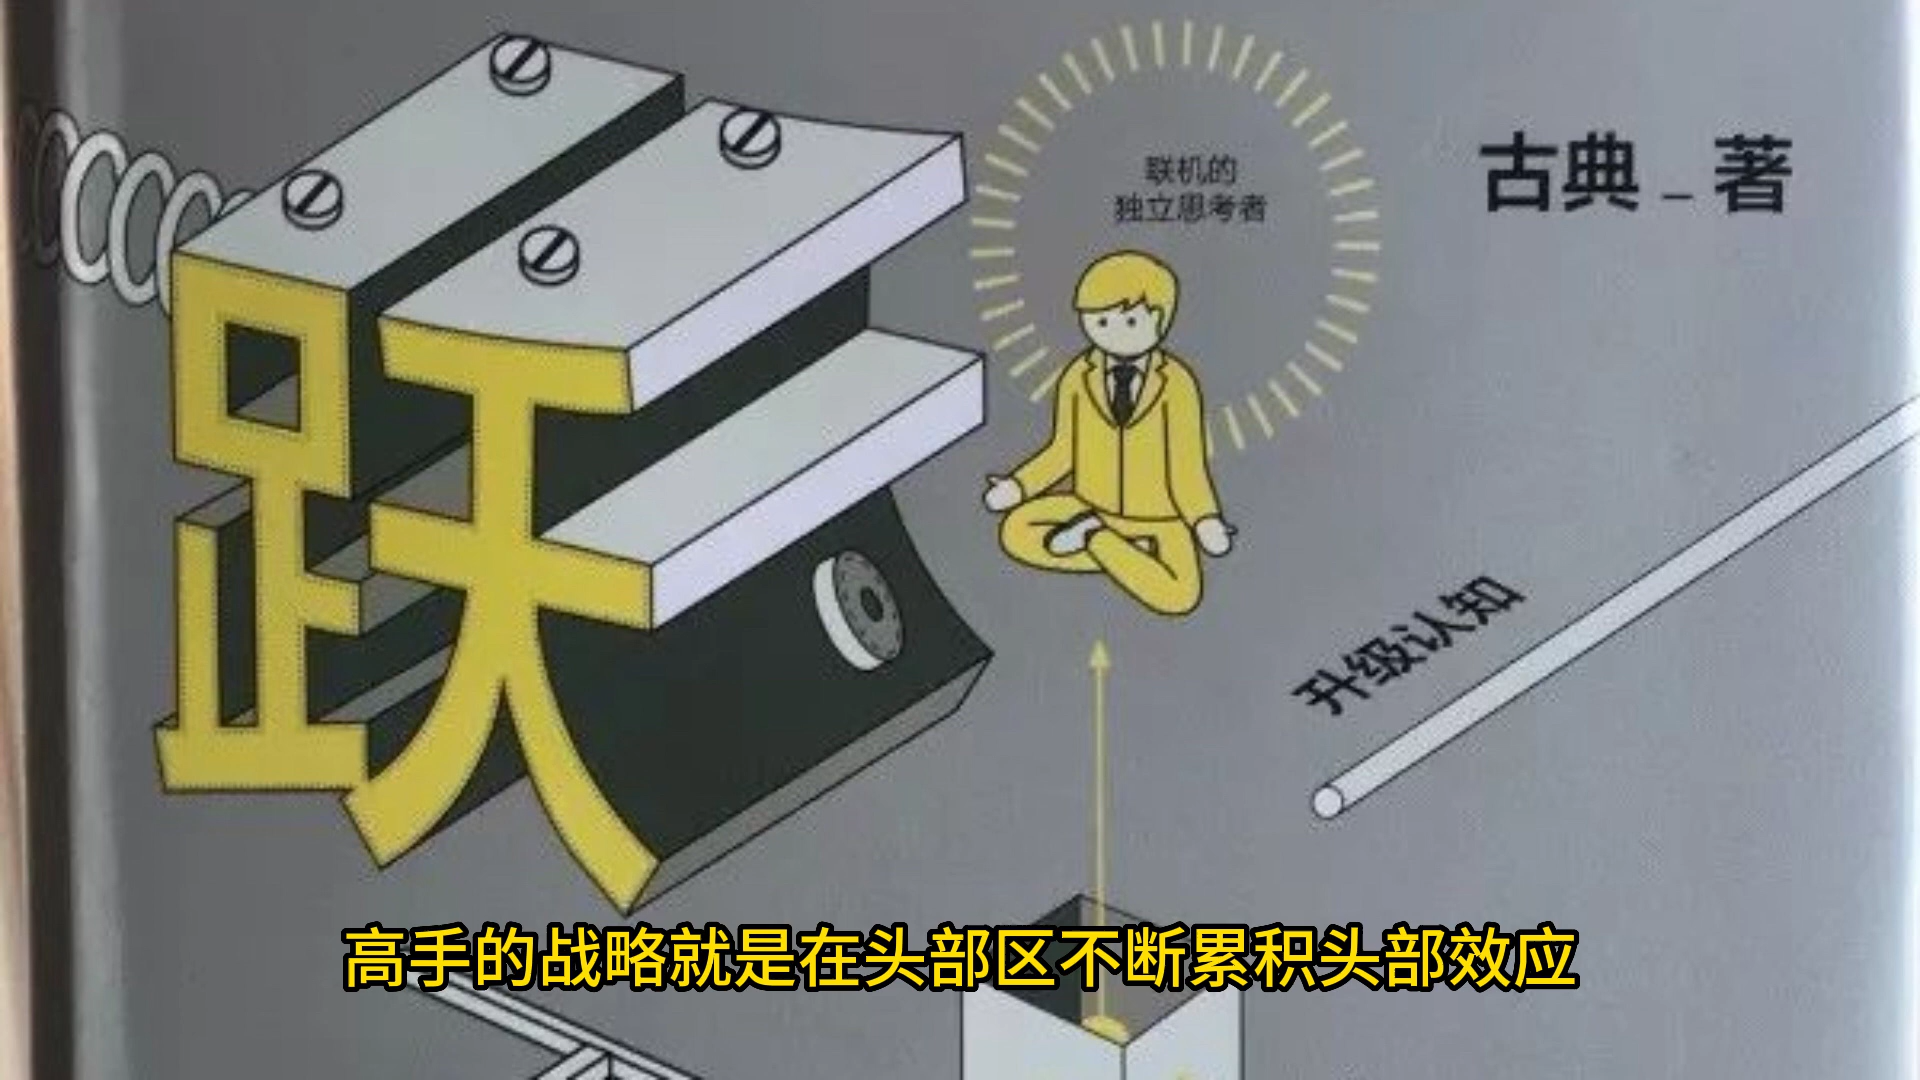 跃
联机的
独立思考者
古典_著
升级认知
高手的战略就是在头部区不断累积头部效应